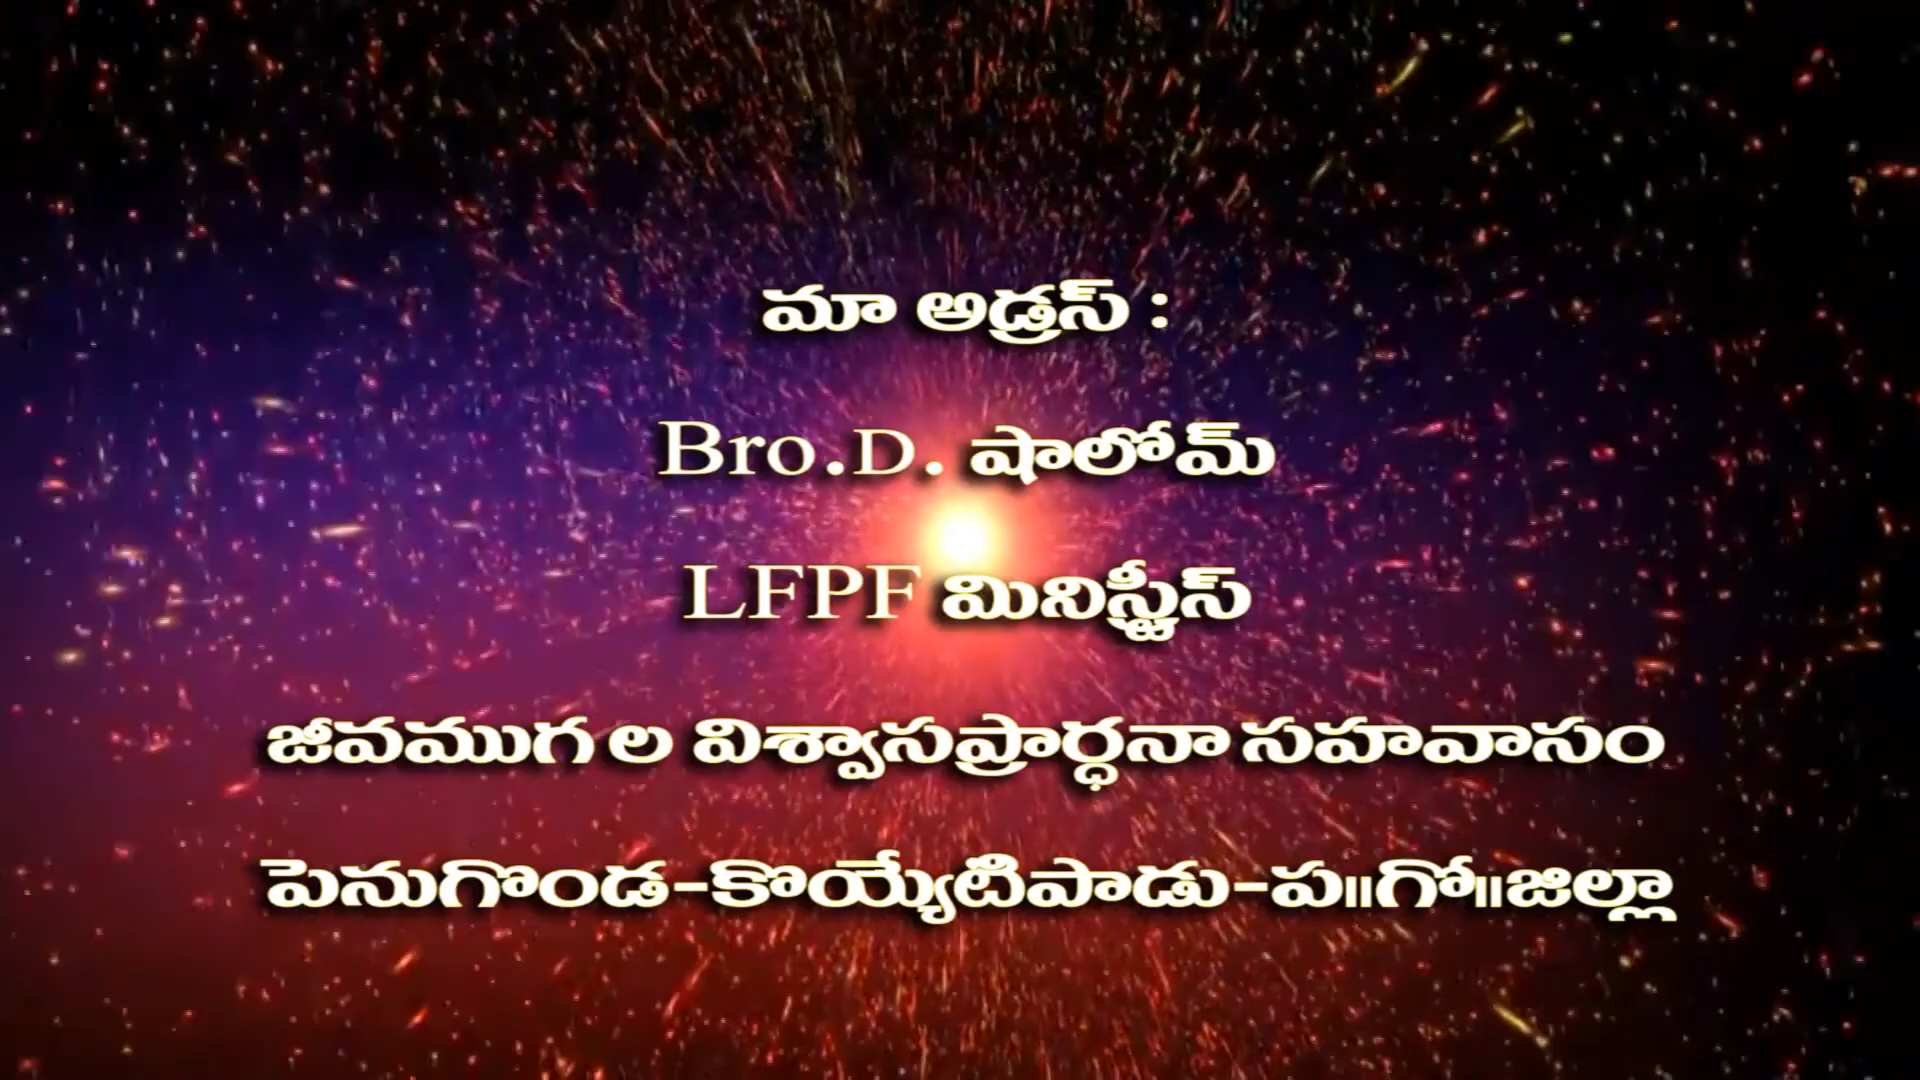 మా అడ్రస్ :
Bro.D. షాలోమ్
LFPF మినిస్ట్రీస్
జీవముగ ల విశ్వాసప్రార్ధనా సహవాసం
పెనుగొండ-కొయ్యేటిపాడు-ప॥గో॥జిల్లా